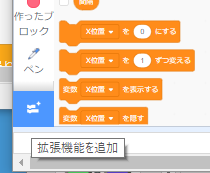 間隔
作ったブ
ロック
X位置 ▼ を 0 にする
X位置 ▼ を 1 ずつ変える
ペン
変数 X位置 ▼ を表示する
変数 X位置 ▼ を隠す
拡張機能を追加